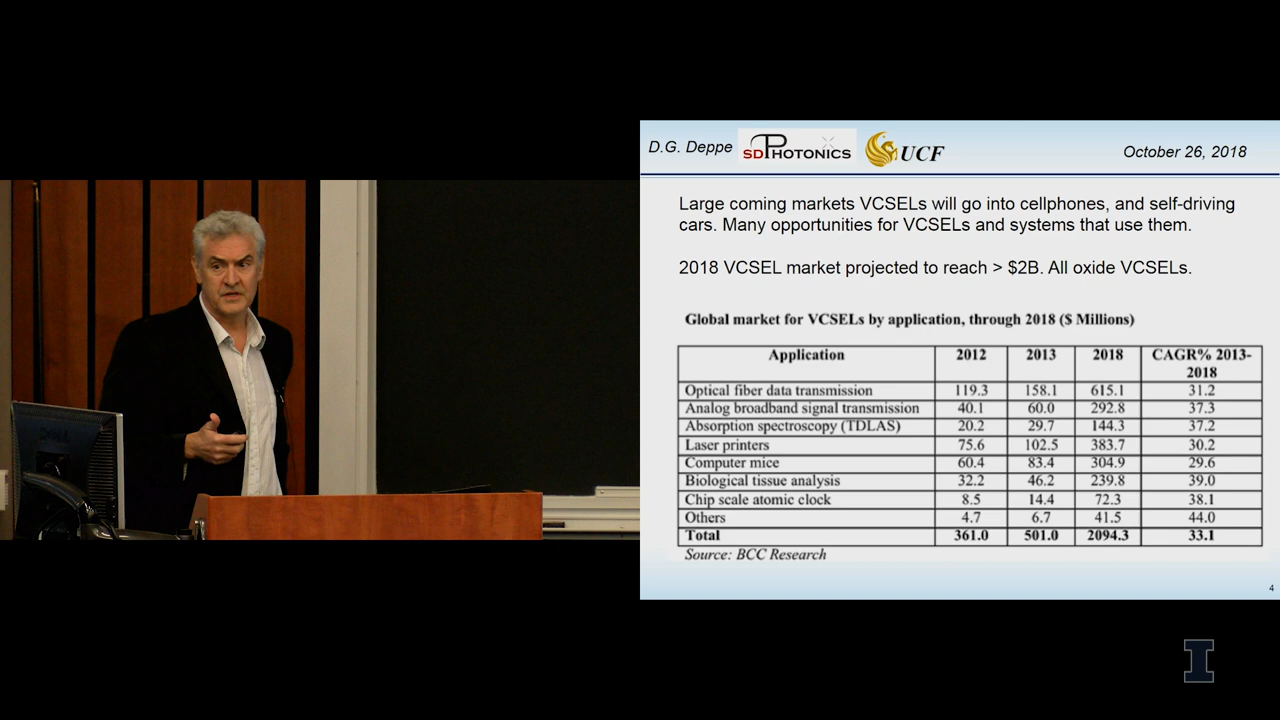 D.G. Deppe
SDPHOTONICS
UCF
October 26, 2018
Large coming markets VCSELs will go into cellphones, and self-driving
cars. Many opportunities for VCSELs and systems that use them.
2018 VCSEL market projected to reach > $2B. All oxide VCSELs.
Global market for VCSELs by application, through 2018 ($ Millions)
Application 2012 2013 2018 CAGR% 2013-
2018
Optical fiber data transmission 119.3 158.1 615.1 31.2
Analog broadband signal transmission 40.1 60.0 292.8 37.3
Absorption spectroscopy (TDLAS) 20.2 29.7 144.3 37.2
Laser printers 75.6 102.5 383.7 30.2
Computer mice 60.4 83.4 304.9 29.6
Biological tissue analysis 32.2 46.2 239.8 39.0
Chip scale atomic clock 8.5 14.4 72.3 38.1
Others 4.7 6.7 41.5 44.0
Total 361.0 501.0 2094.3 33.1
Source: BCC Research
4
DELL
I